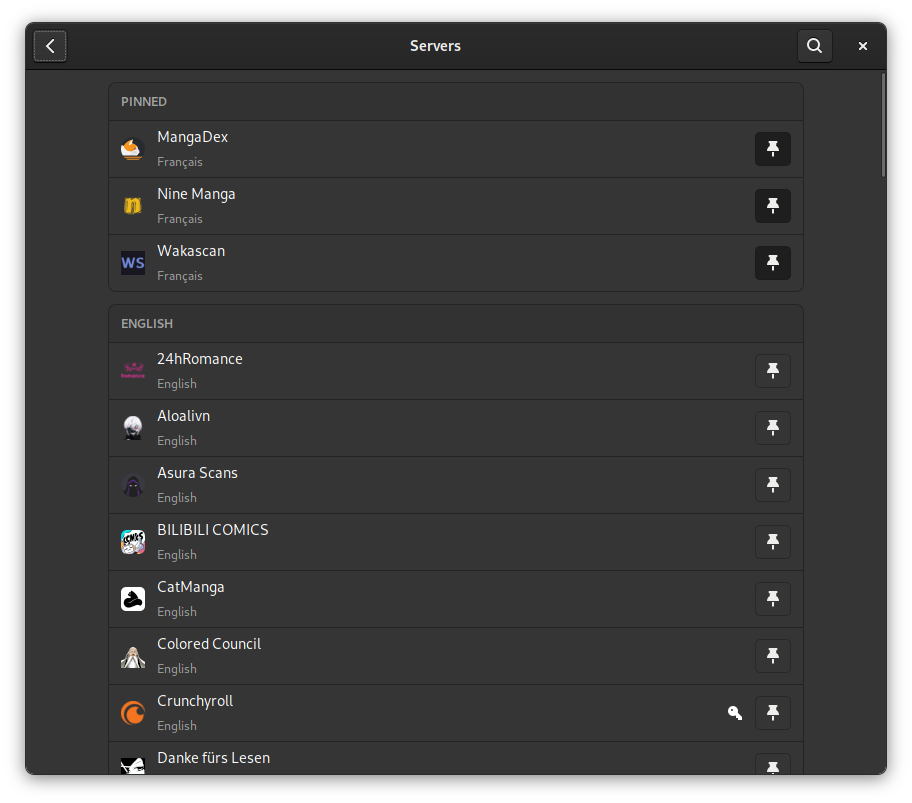 Servers
PINNED
MangaDex
Français
Nine Manga
Français
WS
Wakascan
Français
ENGLISH
24hRomance
English
Aloalivn
English
Asura Scans
English
BILIBILI COMICS
English
CatManga
English
Colored Council
English
Crunchyroll
English
Danke fürs Lesen